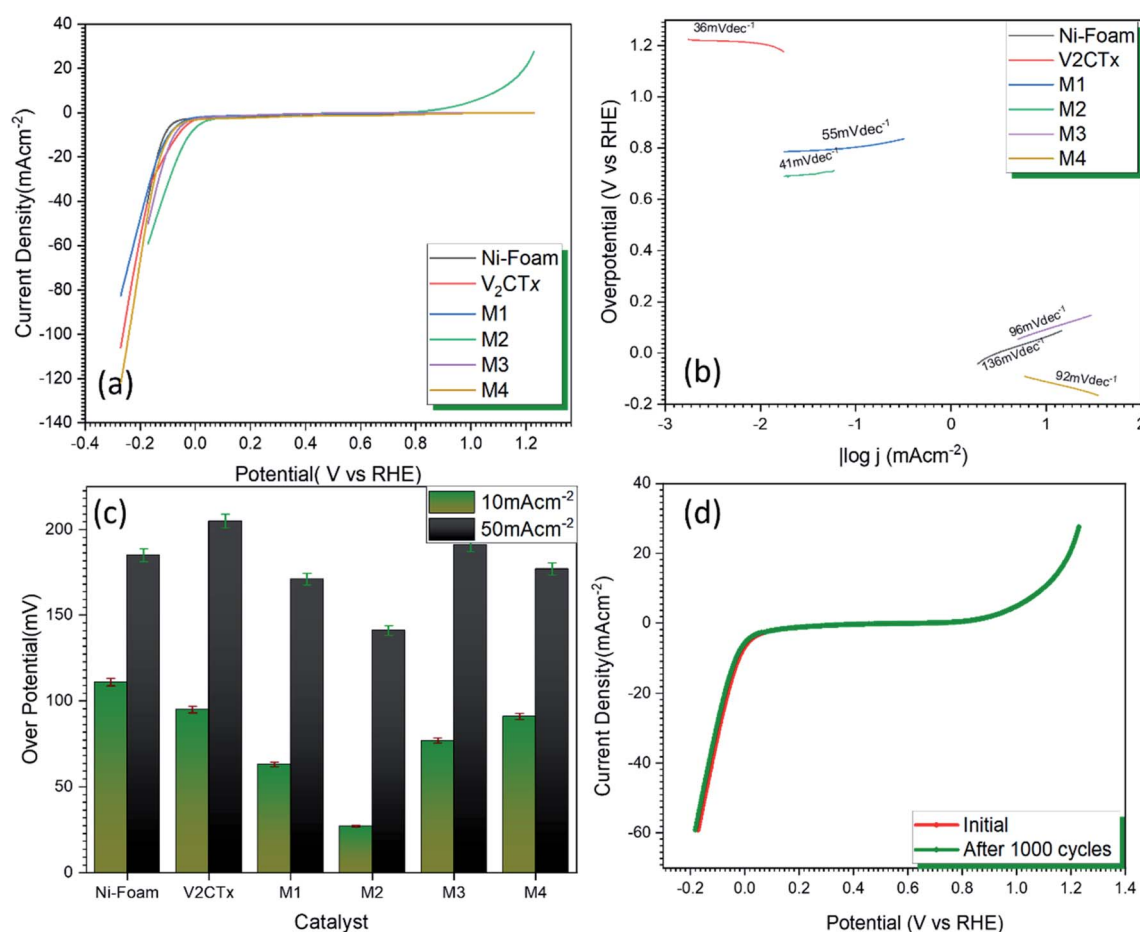 (a)
40
20
0
-20
-40
-60
-80
-100
-120
-140
-0.4 -0.2 0.0 0.2 0.4 0.6 0.8 1.0 1.2
Current Density(mAcm⁻²)
Potential( V vs RHE)
Ni-Foam
V₂CTx
M1
M2
M3
M4
(b)
1.2
1.0
0.8
0.6
0.4
0.2
0.0
-0.2
-3 -2 -1 0 1 2
Overpotential (V vs RHE)
|log j (mAcm⁻²)
36mVdec⁻¹
55mVdec⁻¹
41mVdec⁻¹
96mVdec⁻¹
136mVdec⁻¹
92mVdec⁻¹
Ni-Foam
V2CTx
M1
M2
M3
M4
(c)
10mAcm⁻²
50mAcm⁻²
200
150
100
50
0
Over Potential(mV)
Ni-Foam V2CTx M1 M2 M3 M4
Catalyst
(d)
40
20
0
-20
-40
-60
-0.2 0.0 0.2 0.4 0.6 0.8 1.0 1.2 1.4
Current Density(mAcm⁻²)
Potential (V vs RHE)
Initial
After 1000 cycles